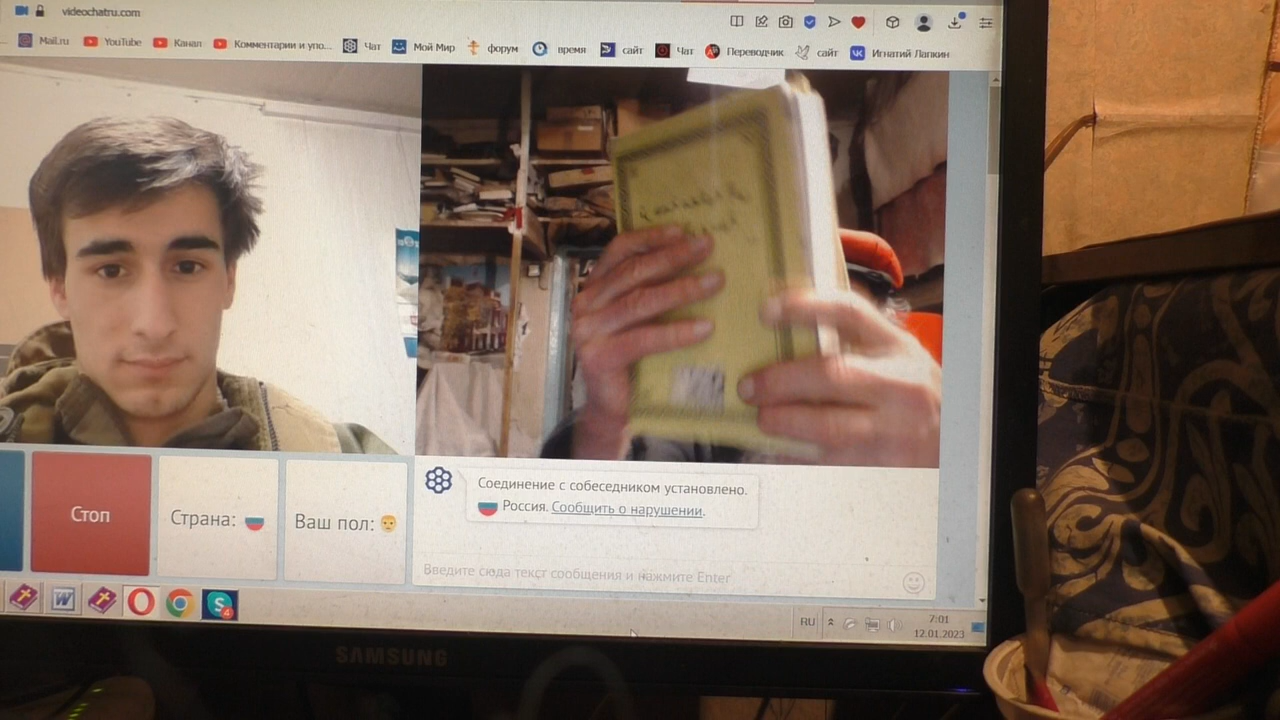 videochatru.com
Mail.ru
YouTube
Канал
Комментарии и упо...
Чат
Мой Мир
форум
время
сайт
Чат
Переводчик
сайт
Игнатий Лапкин
Соединение с собеседником установлено.
Россия. Сообщить о нарушении.
Стоп
Страна:
Ваш пол:
Введите сюда текст сообщения и нажмите Enter
RU
7:01
12.01.2023
SAMSUNG